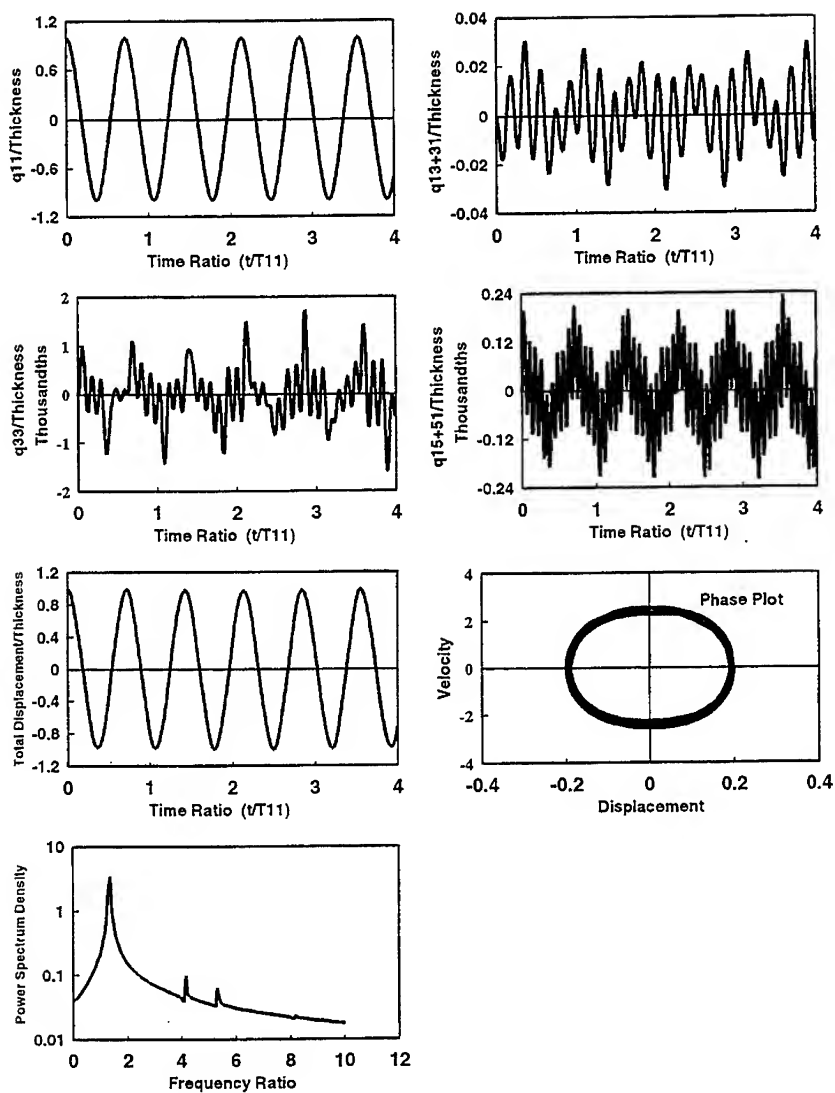 1.2
0.6
0
-0.6
-1.2
q11/Thickness
0 1 2 3 4
Time Ratio (t/T11)
0.04
0.02
0
-0.02
-0.04
q13+31/Thickness
0 1 2 3 4
Time Ratio (t/T11)
2
1
0
-1
-2
q33/Thickness
Thousandths
0 1 2 3 4
Time Ratio (t/T11)
0.24
0.12
0
-0.12
-0.24
q15+51/Thickness
Thousandths
0 1 2 3 4
Time Ratio (t/T11)
1.2
0.8
0.4
0
-0.4
-0.8
-1.2
Total Displacement/Thickness
0 1 2 3 4
Time Ratio (t/T11)
Phase Plot
4
2
0
-2
-4
Velocity
-0.4 -0.2 0 0.2 0.4
Displacement
10
1
0.1
0.01
Power Spectrum Density
0 2 4 6 8 10 12
Frequency Ratio